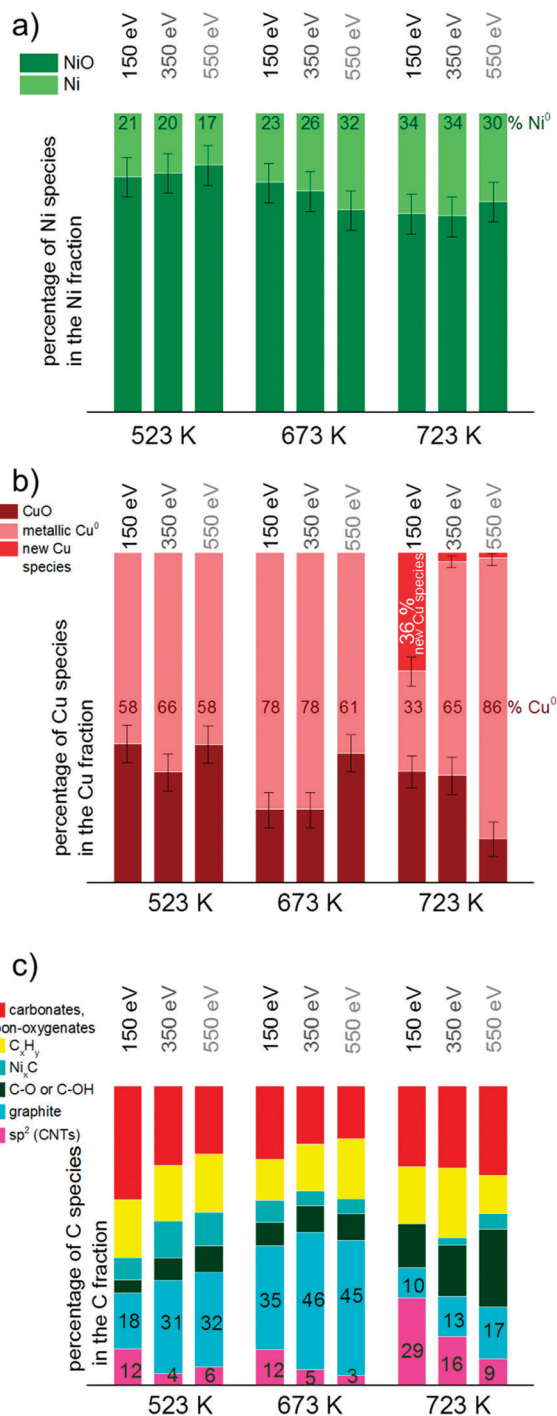 a)
150 eV 350 eV 550 eV 150 eV 350 eV 550 eV 150 eV 350 eV 550 eV
NiO
Ni
21 20 17 23 26 32 34 34 30 % Ni⁰
percentage of Ni species
in the Ni fraction
523 K 673 K 723 K
b)
150 eV 350 eV 550 eV 150 eV 350 eV 550 eV 150 eV 350 eV 550 eV
CuO
metallic Cu⁰
new Cu
species
36 %
new Cu species
58 66 58 78 78 61 33 65 86 % Cu⁰
percentage of Cu species
in the Cu fraction
523 K 673 K 723 K
c)
150 eV 350 eV 550 eV 150 eV 350 eV 550 eV 150 eV 350 eV 550 eV
carbonates,
on-oxygenates
CₓHᵧ
NiₓC
C-O or C-OH
graphite
sp² (CNTs)
18 31 32 35 46 45 10 13 17
12 4 6 12 5 3 29 16 9
percentage of C species
in the C fraction
523 K 673 K 723 K